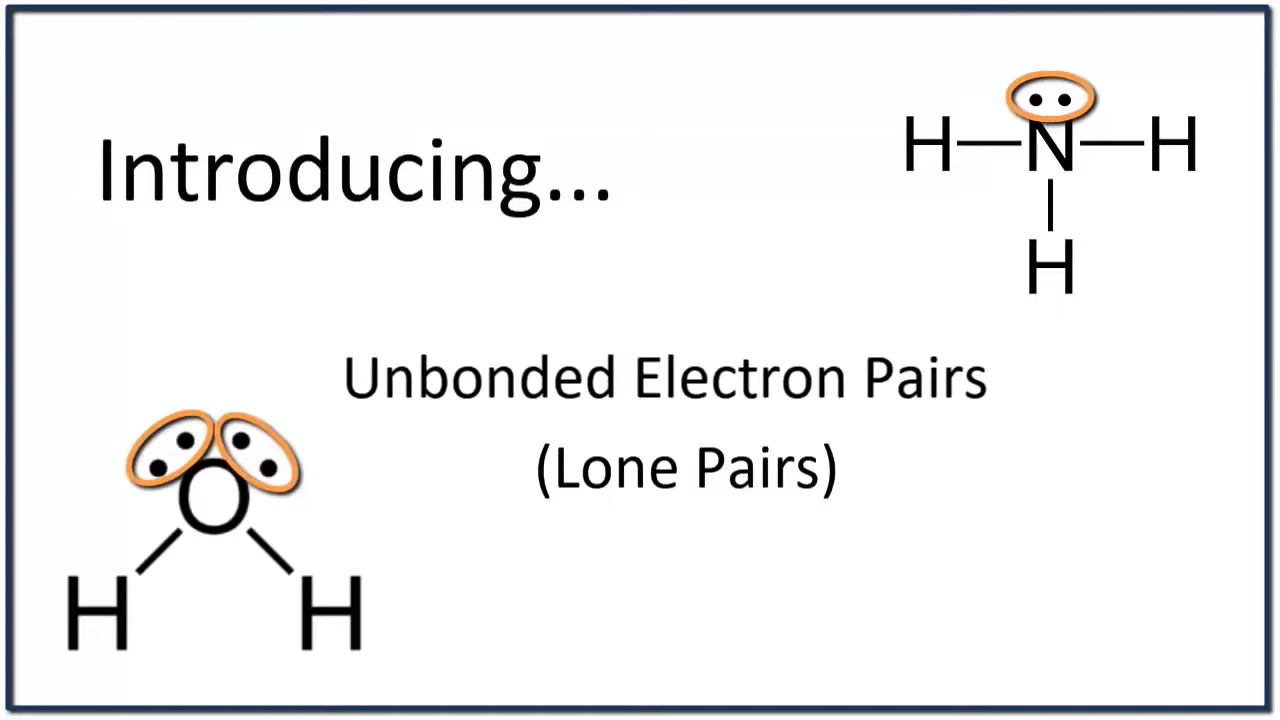 Introducing...
H—N—H
H
Unbonded Electron Pairs
(Lone Pairs)
O
H H